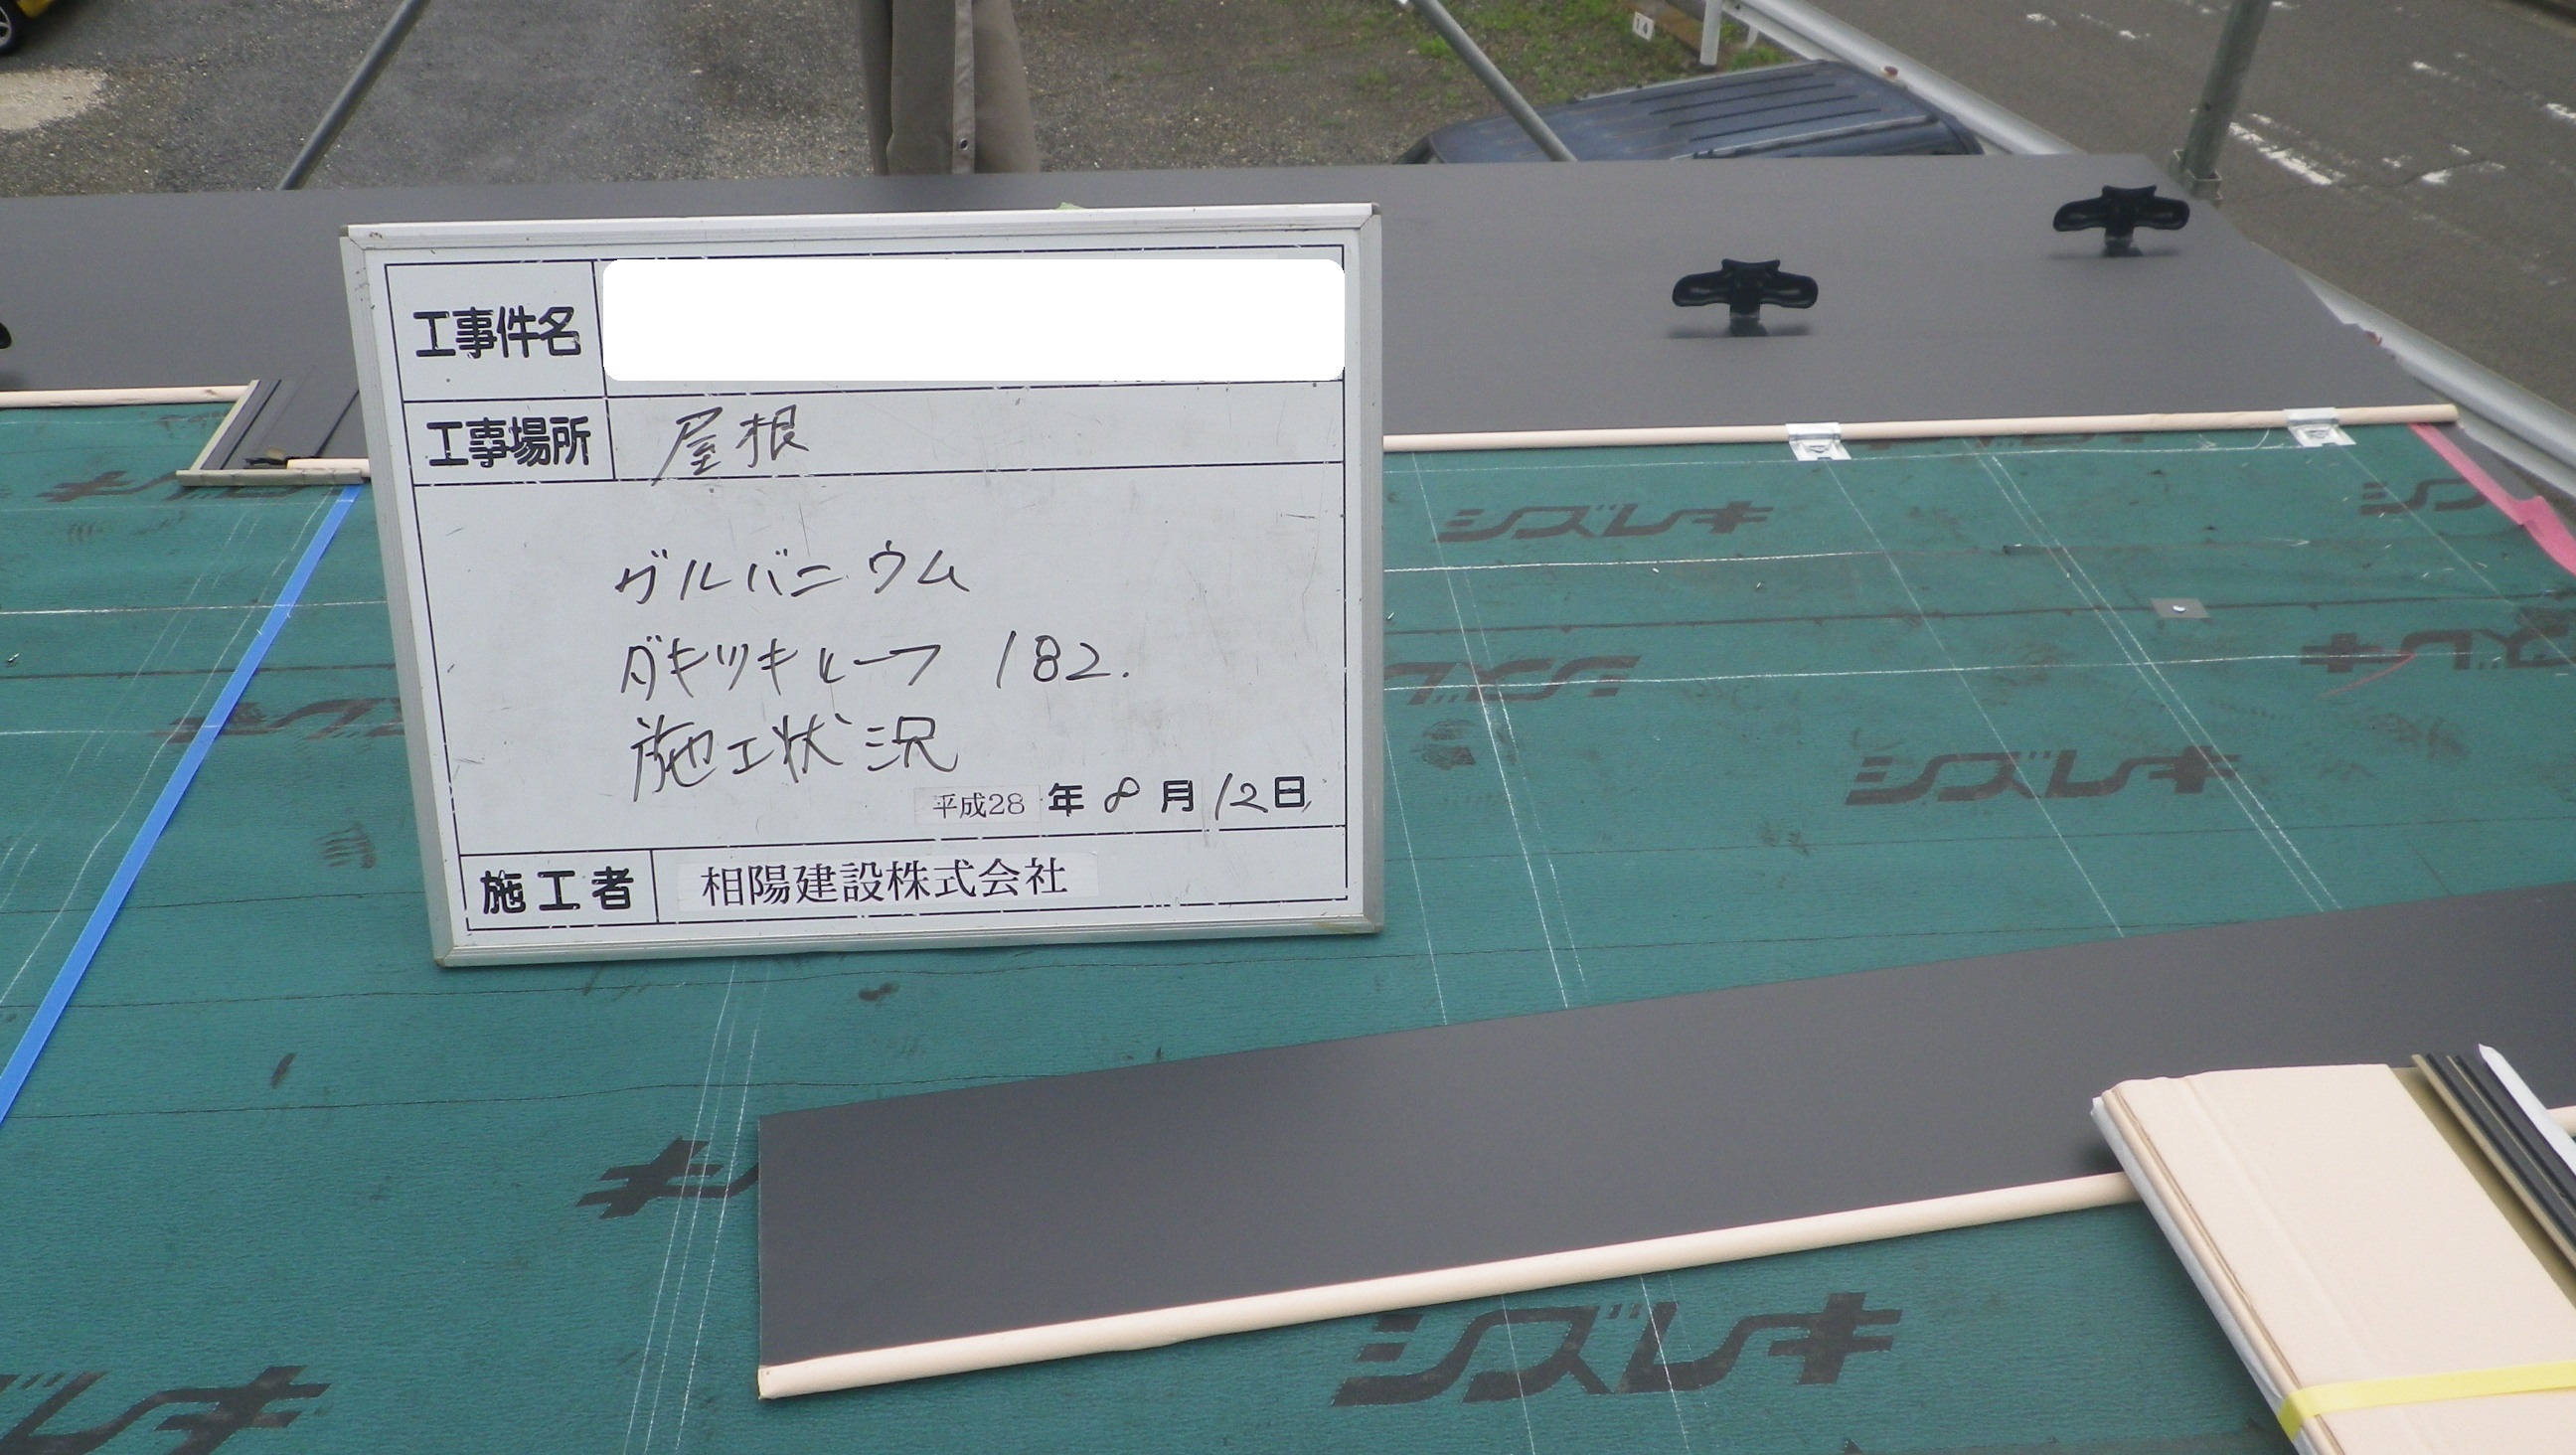 工事件名
工事場所 屋根
ガルバニウム
ダキツキルーフ 182.
施工状況
平成28 年 8 月 12 日
施工者 相陽建設株式会社
シズレキ
シズレキ
シズレキ
14